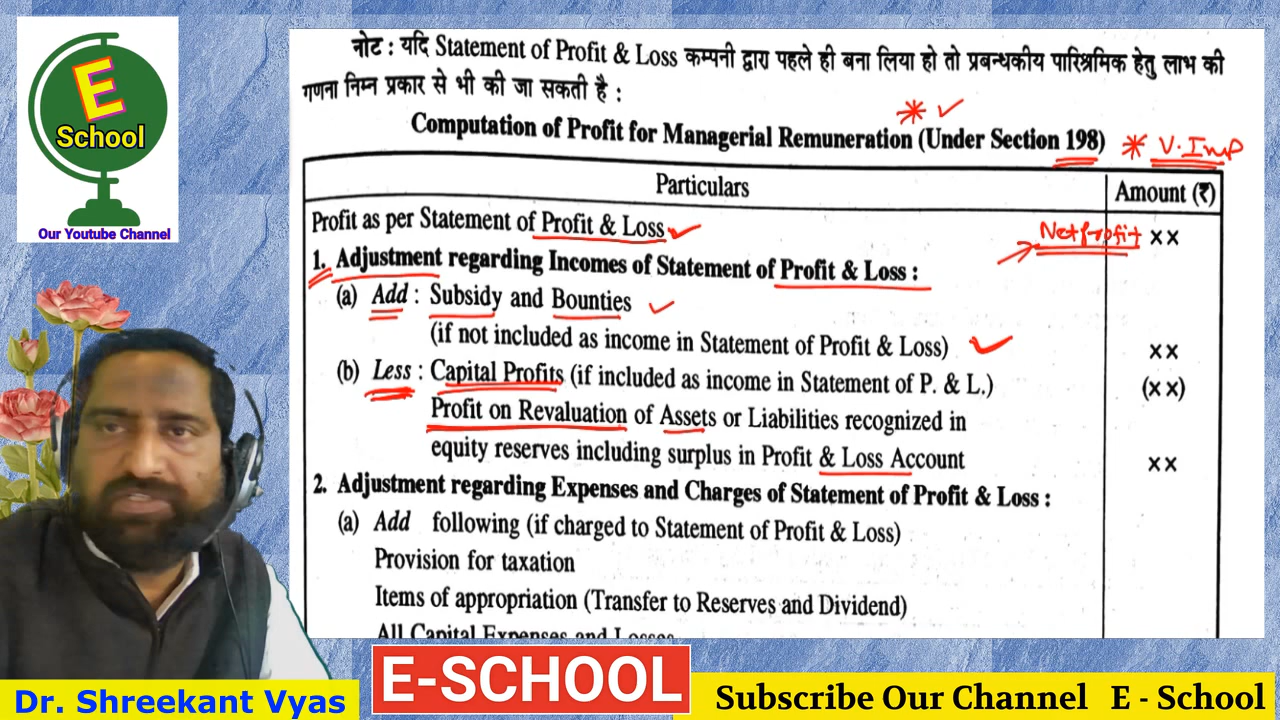 E
School
Our Youtube Channel
नोट : यदि Statement of Profit & Loss कम्पनी द्वारा पहले ही बना लिया हो तो प्रबन्धकीय पारिश्रमिक हेतु लाभ की
गणना निम्न प्रकार से भी की जा सकती है :
Computation of Profit for Managerial Remuneration (Under Section 198) * V. Imp
Particulars Amount (₹)
Profit as per Statement of Profit & Loss Net profit x x
1. Adjustment regarding Incomes of Statement of Profit & Loss :
(a) Add : Subsidy and Bounties
(if not included as income in Statement of Profit & Loss) x x
(b) Less : Capital Profits (if included as income in Statement of P. & L.) (x x)
Profit on Revaluation of Assets or Liabilities recognized in
equity reserves including surplus in Profit & Loss Account x x
2. Adjustment regarding Expenses and Charges of Statement of Profit & Loss :
(a) Add following (if charged to Statement of Profit & Loss)
Provision for taxation
Items of appropriation (Transfer to Reserves and Dividend)
All Capital Expenses and Losses
Dr. Shreekant Vyas
E-SCHOOL
Subscribe Our Channel E - School